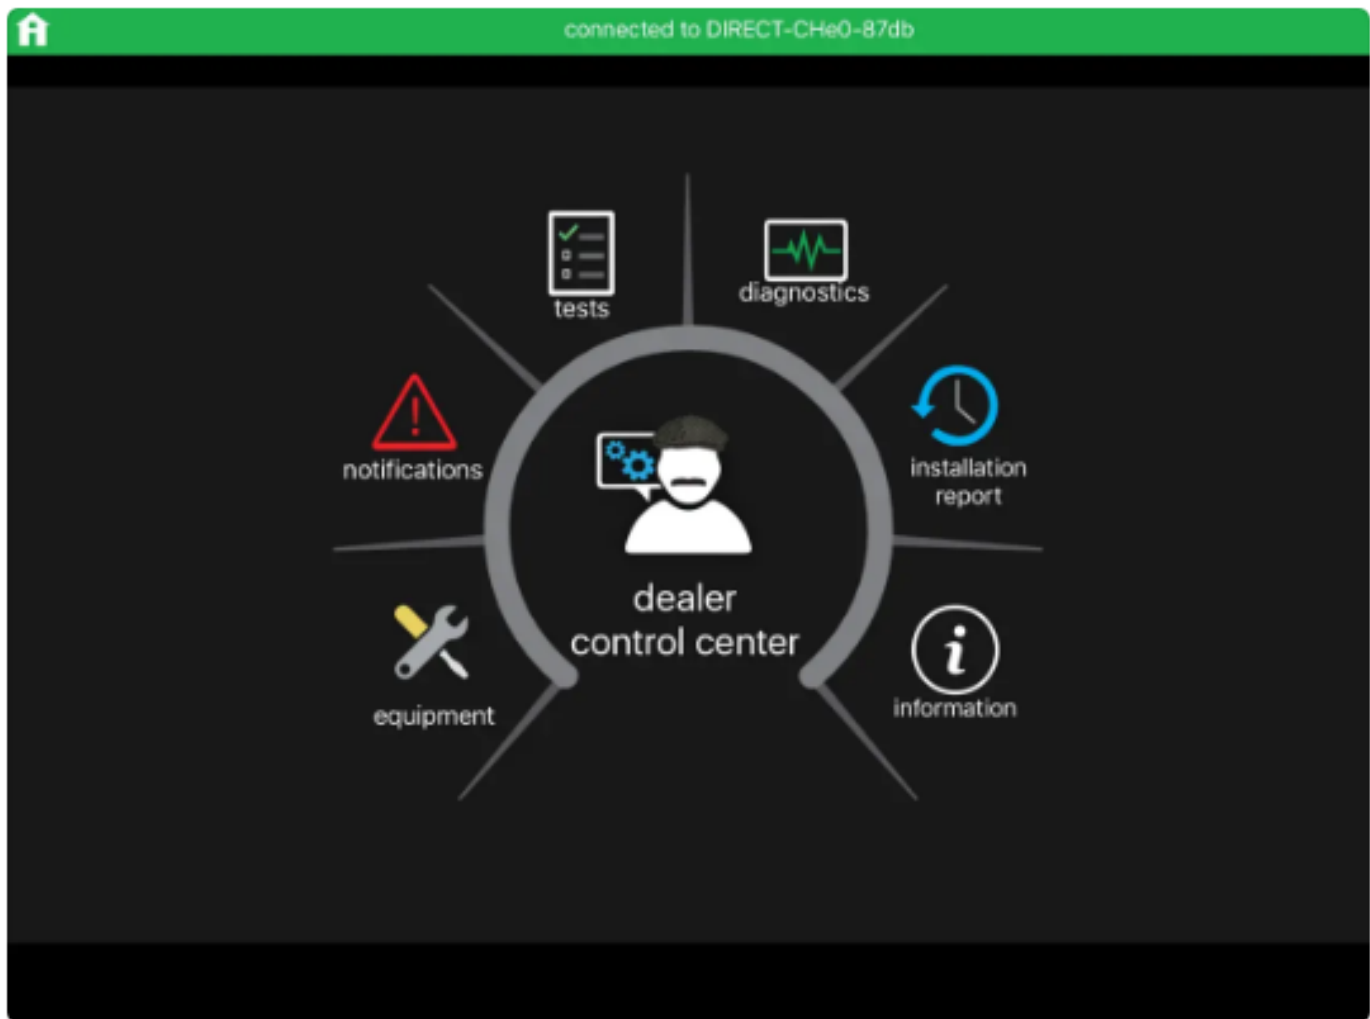 connected to DIRECT-CHe0-87db
tests
diagnostics
notifications
installation
report
dealer
control center
equipment
information